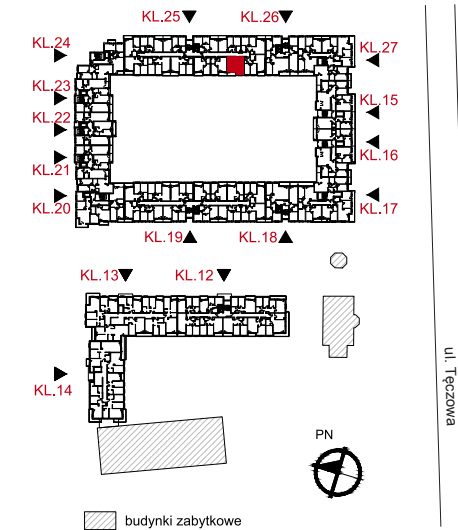 KL.25
KL.26
KL.24
KL.27
KL.23
KL.15
KL.22
KL.16
KL.21
KL.20
KL.17
KL.19
KL.18
KL.13
KL.12
KL.14
ul. Tęczowa
PN
budynki zabytkowe